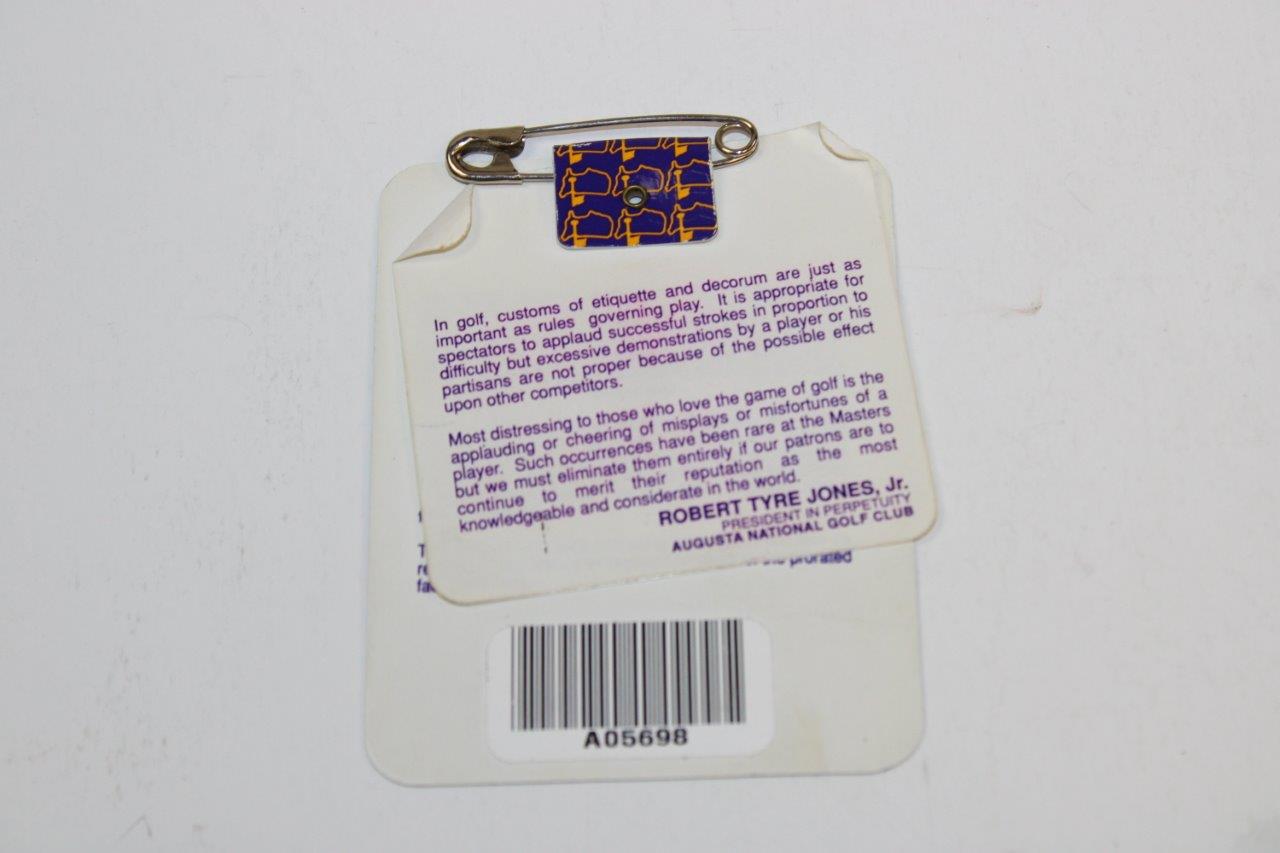 In golf, customs of etiquette and decorum are just as
important as rules governing play. It is appropriate for
spectators to applaud successful strokes in proportion to
difficulty but excessive demonstrations by a player or his
partisans are not proper because of the possible effect
upon other competitors.
Most distressing to those who love the game of golf is the
applauding or cheering of misplays or misfortunes of a
player. Such occurrences have been rare at the Masters
but we must eliminate them entirely if our patrons are to
continue to merit their reputation as the most
knowledgeable and considerate in the world.
ROBERT TYRE JONES, Jr.
PRESIDENT IN PERPETUITY
AUGUSTA NATIONAL GOLF CLUB
prorated
A05698